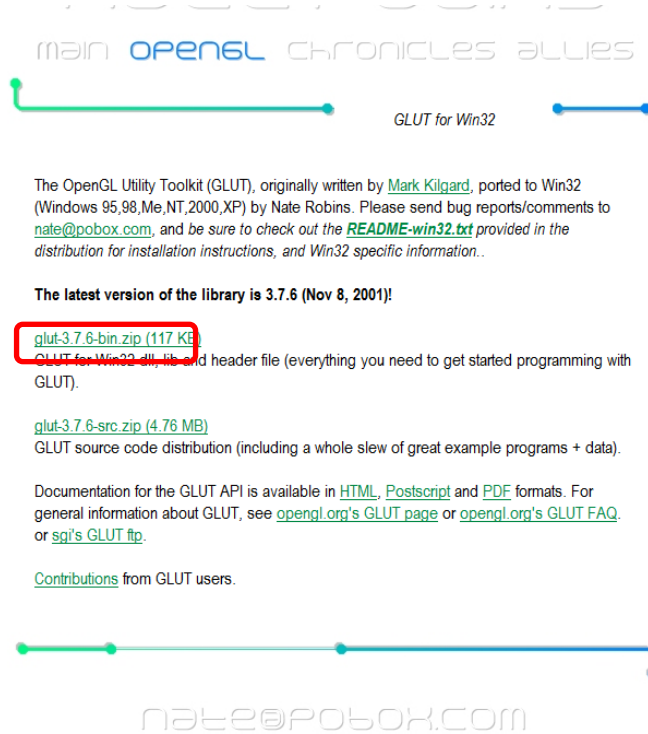 main OPENGL chronicles allies
GLUT for Win32
The OpenGL Utility Toolkit (GLUT), originally written by Mark Kilgard, ported to Win32
(Windows 95,98,Me,NT,2000,XP) by Nate Robins. Please send bug reports/comments to
nate@pobox.com, and be sure to check out the README-win32.txt provided in the
distribution for installation instructions, and Win32 specific information..
The latest version of the library is 3.7.6 (Nov 8, 2001)!
glut-3.7.6-bin.zip (117 KB)
GLUT for Win32 dll, lib and header file (everything you need to get started programming with
GLUT).
glut-3.7.6-src.zip (4.76 MB)
GLUT source code distribution (including a whole slew of great example programs + data).
Documentation for the GLUT API is available in HTML, Postscript and PDF formats. For
general information about GLUT, see opengl.org's GLUT page or opengl.org's GLUT FAQ.
or sgi's GLUT ftp.
Contributions from GLUT users.
nate@pobox.com